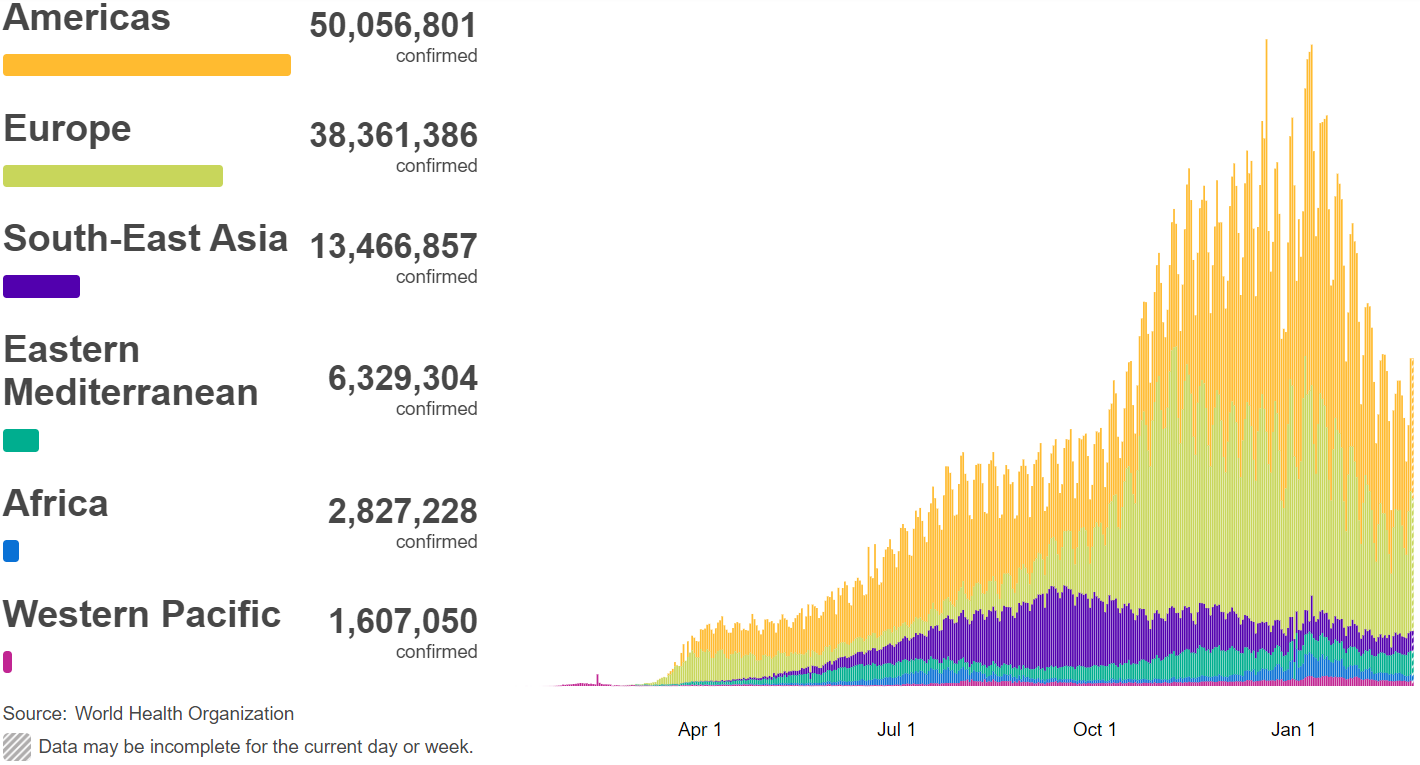 Americas
50,056,801
confirmed
Europe
38,361,386
confirmed
South-East Asia
13,466,857
confirmed
Eastern
Mediterranean
6,329,304
confirmed
Africa
2,827,228
confirmed
Western Pacific
1,607,050
confirmed
Source: World Health Organization
Data may be incomplete for the current day or week.
Apr 1 Jul 1 Oct 1 Jan 1